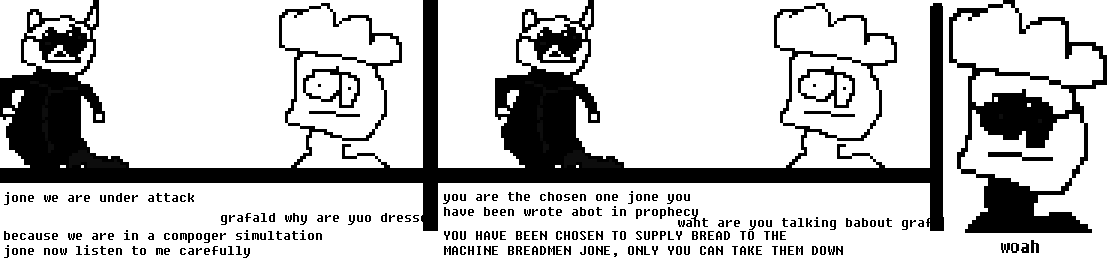 jone we are under attack
grafald why are yuo dresse
because we are in a compoger simultation
jone now listen to me carefully
you are the chosen one jone you
have been wrote abot in prophecy
waht are you talking babout graf
YOU HAVE BEEN CHOSEN TO SUPPLY BREAD TO THE
MACHINE BREADMEN JONE, ONLY YOU CAN TAKE THEM DOWN
woah